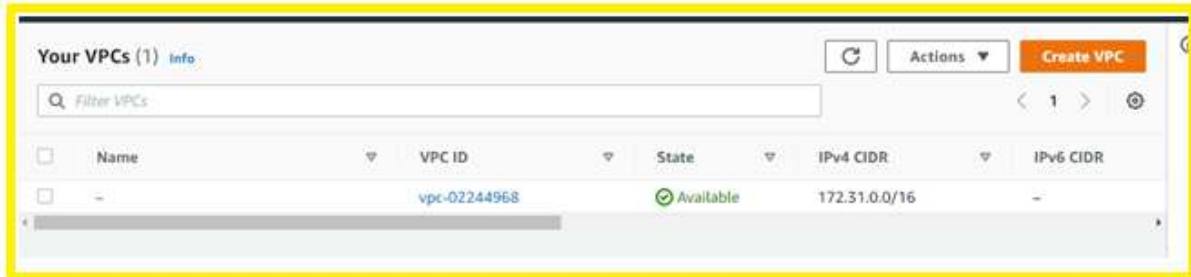 Your VPCs (1) Info
Actions Create VPC
Filter VPCs
1
Name VPC ID State IPv4 CIDR IPv6 CIDR
– vpc-02244968 Available 172.31.0.0/16 –